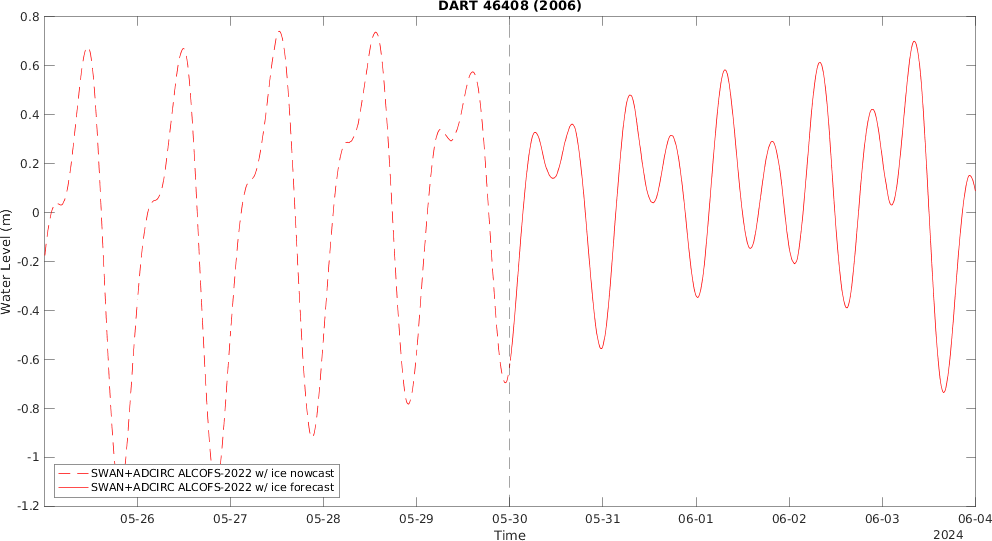 DART 46408 (2006)
0.8
0.6
0.4
0.2
0
-0.2
-0.4
-0.6
-0.8
-1
-1.2
Water Level (m)
SWAN+ADCIRC ALCOFS-2022 w/ ice nowcast
SWAN+ADCIRC ALCOFS-2022 w/ ice forecast
05-26 05-27 05-28 05-29 05-30 05-31 06-01 06-02 06-03 06-04
Time
2024